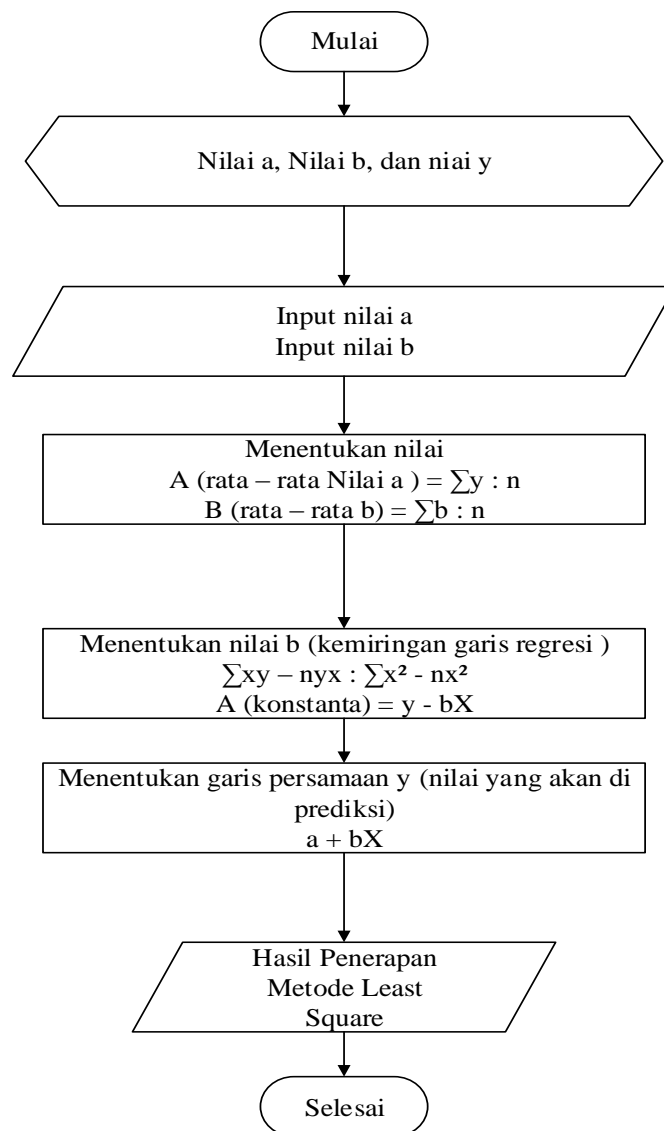 Mulai
Nilai a, Nilai b, dan niai y
Input nilai a
Input nilai b
Menentukan nilai
A (rata – rata Nilai a ) = ∑y : n
B (rata – rata b) = ∑b : n
Menentukan nilai b (kemiringan garis regresi )
∑xy – nyx : ∑x² - nx²
A (konstanta) = y - bX
Menentukan garis persamaan y (nilai yang akan di
prediksi)
a + bX
Hasil Penerapan
Metode Least
Square
Selesai